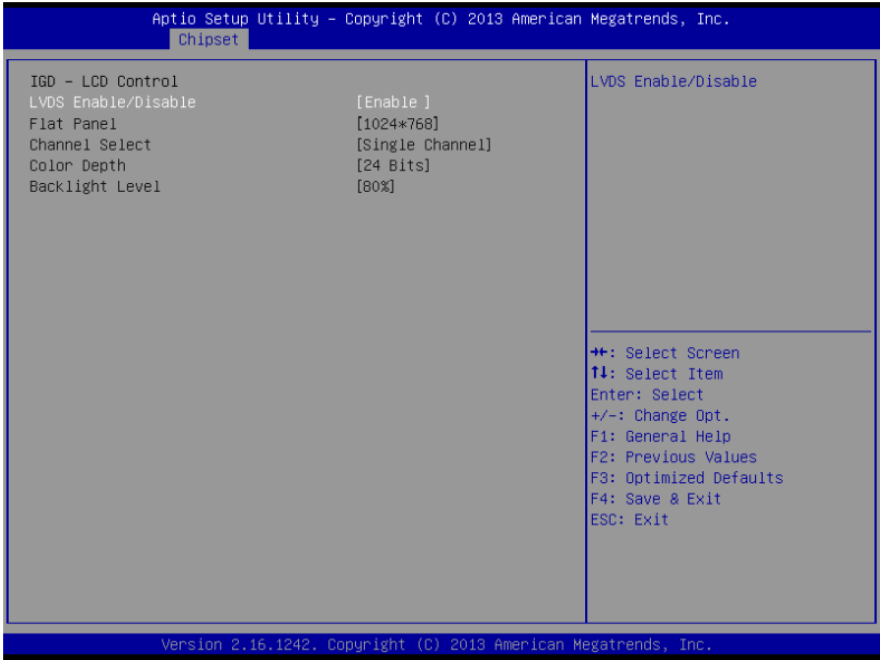 Aptio Setup Utility – Copyright (C) 2013 American Megatrends, Inc.
Chipset
IGD – LCD Control
LVDS Enable/Disable [Enable ]
Flat Panel [1024*768]
Channel Select [Single Channel]
Color Depth [24 Bits]
Backlight Level [80%]
LVDS Enable/Disable
→←: Select Screen
↑↓: Select Item
Enter: Select
+/-: Change Opt.
F1: General Help
F2: Previous Values
F3: Optimized Defaults
F4: Save & Exit
ESC: Exit
Version 2.16.1242. Copyright (C) 2013 American Megatrends, Inc.